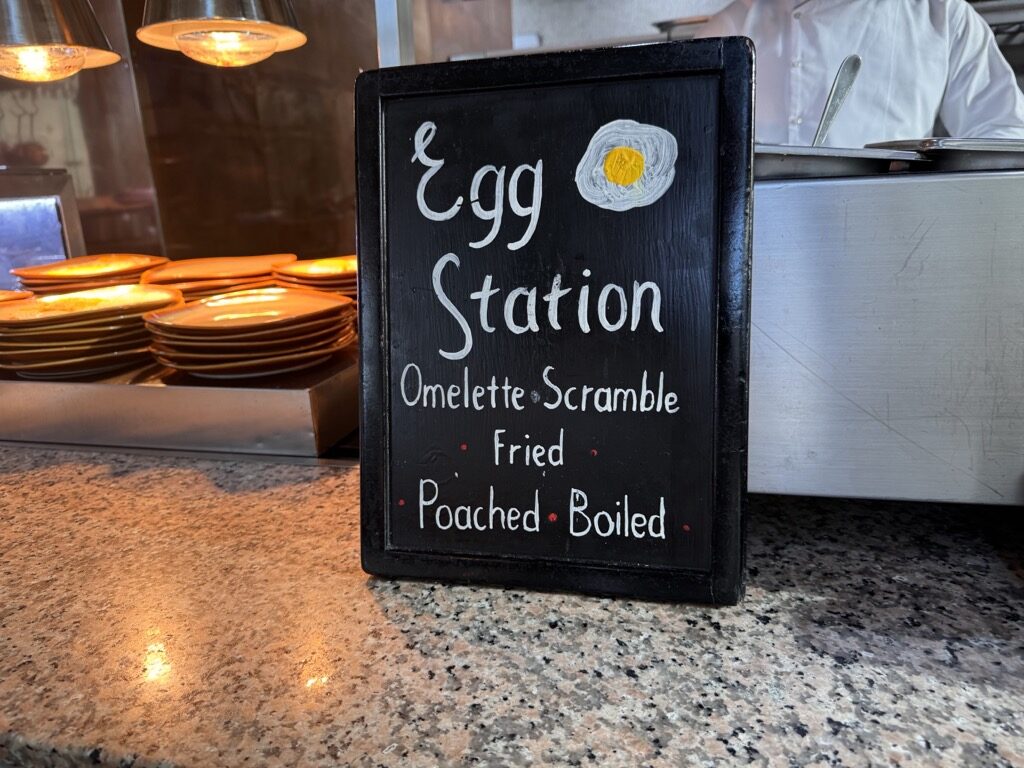 Egg
Station
Omelette • Scramble
• Fried •
• Poached • Boiled •